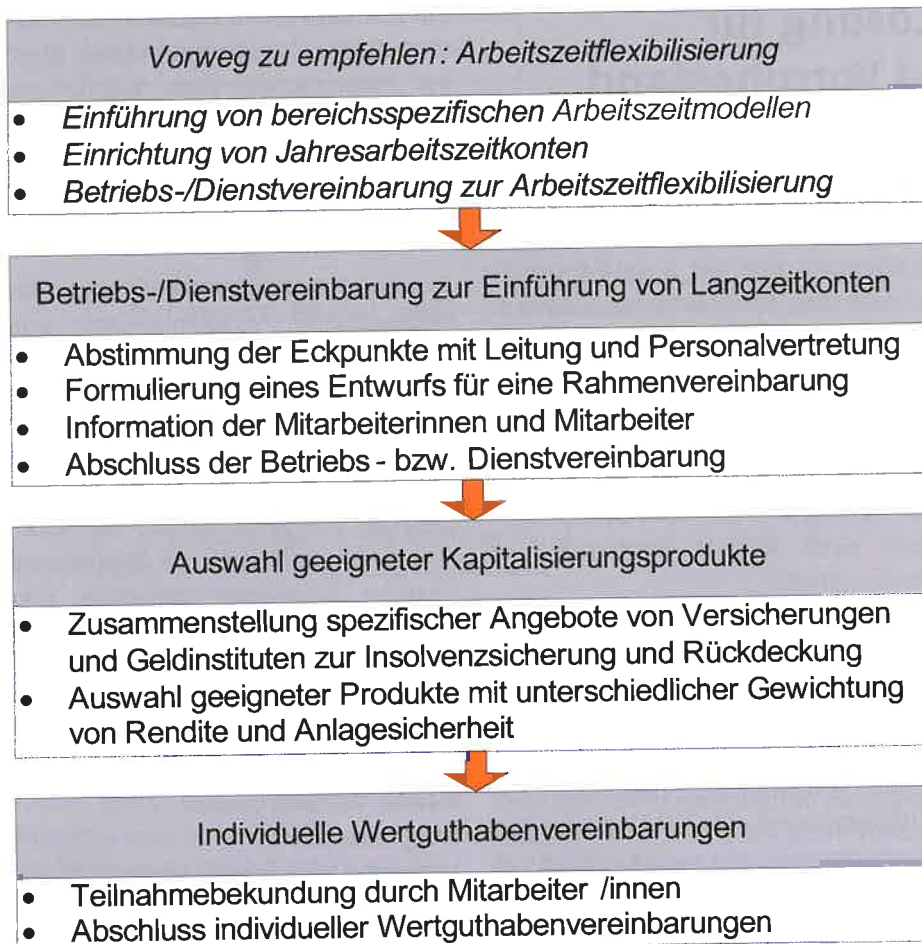 Vorweg zu empfehlen: Arbeitszeitflexibilisierung
• Einführung von bereichsspezifischen Arbeitszeitmodellen
• Einrichtung von Jahresarbeitszeitkonten
• Betriebs-/Dienstvereinbarung zur Arbeitszeitflexibilisierung
Betriebs-/Dienstvereinbarung zur Einführung von Langzeitkonten
• Abstimmung der Eckpunkte mit Leitung und Personalvertretung
• Formulierung eines Entwurfs für eine Rahmenvereinbarung
• Information der Mitarbeiterinnen und Mitarbeiter
• Abschluss der Betriebs- bzw. Dienstvereinbarung
Auswahl geeigneter Kapitalisierungsprodukte
• Zusammenstellung spezifischer Angebote von Versicherungen
und Geldinstituten zur Insolvenzsicherung und Rückdeckung
• Auswahl geeigneter Produkte mit unterschiedlicher Gewichtung
von Rendite und Anlagesicherheit
Individuelle Wertguthabenvereinbarungen
• Teilnahmebekundung durch Mitarbeiter /innen
• Abschluss individueller Wertguthabenvereinbarungen